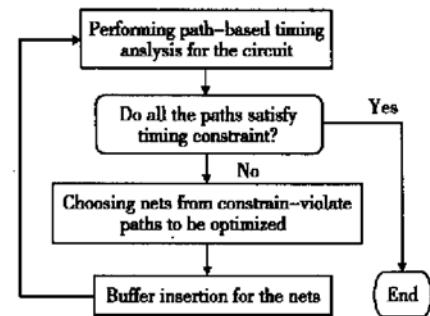 Performing path-based timing
analysis for the circuit
Do all the paths satisfy
timing constraint?
Yes
No
Choosing nets from constrain-violate
paths to be optimized
Buffer insertion for the nets
End